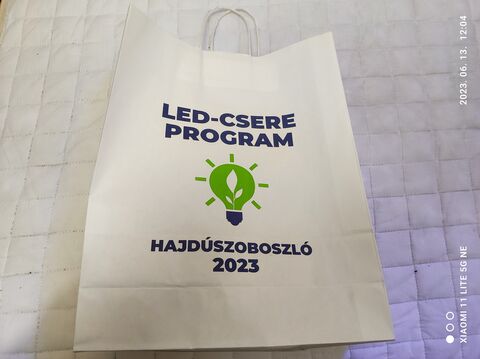 LED-CSERE
PROGRAM
HAJDÚSZOBOSZLÓ
2023
2023. 06. 13. 12:04
XIAOMI 11 LITE 5G NE